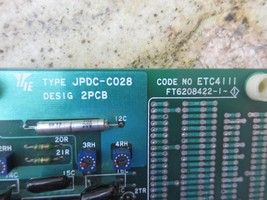 TYPE JPDC-C028
DESIG 2PCB
CODE NO ETC4111
FT6208422-1-
12C
20R
21R
3RH
4RH
15C
2TR